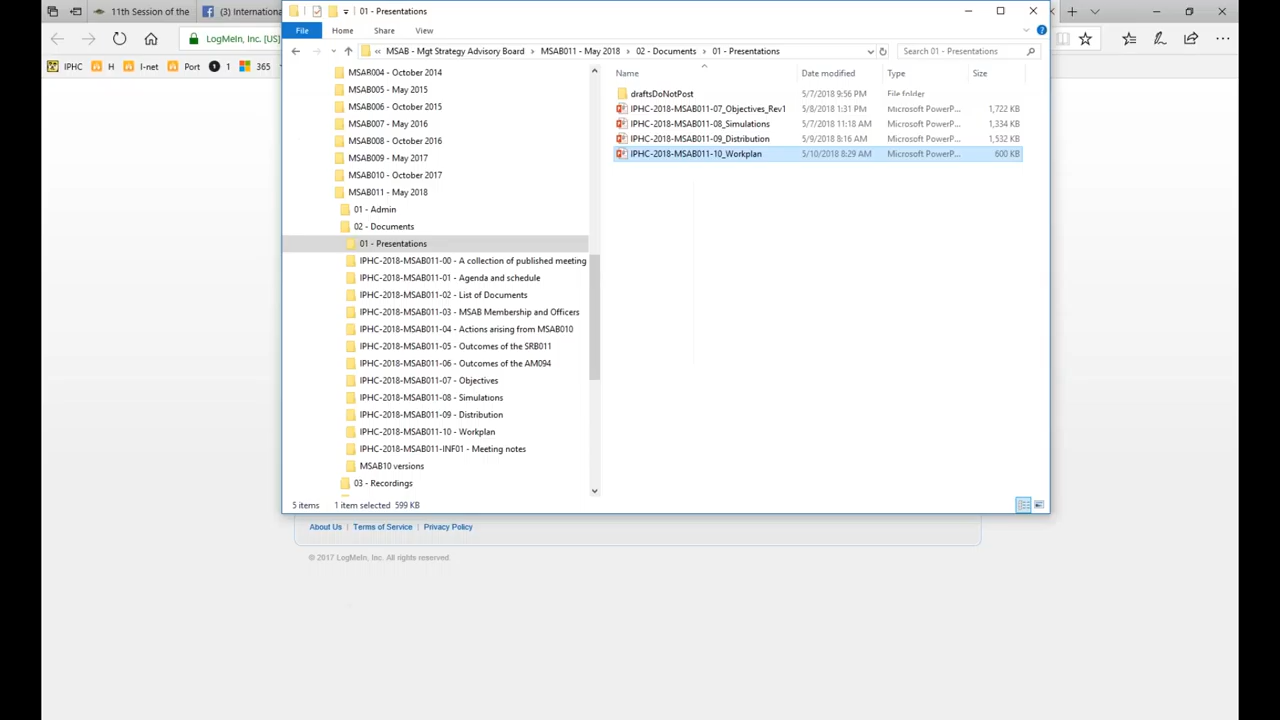 01 - Presentations
11th Session of the
(3) International
File Home Share View
LogMeIn, Inc. [US]
« MSAB - Mgt Strategy Advisory Board MSAB011 - May 2018 02 - Documents 01 - Presentations
Search 01 - Presentations
IPHC H I-net Port 1 365
Name Date modified Type Size
MSAB004 - October 2014
MSAB005 - May 2015
MSAB006 - October 2015
MSAB007 - May 2016
MSAB008 - October 2016
MSAB009 - May 2017
MSAB010 - October 2017
MSAB011 - May 2018
01 - Admin
02 - Documents
01 - Presentations
IPHC-2018-MSAB011-00 - A collection of published meeting
IPHC-2018-MSAB011-01 - Agenda and schedule
IPHC-2018-MSAB011-02 - List of Documents
IPHC-2018-MSAB011-03 - MSAB Membership and Officers
IPHC-2018-MSAB011-04 - Actions arising from MSAB010
IPHC-2018-MSAB011-05 - Outcomes of the SRB011
IPHC-2018-MSAB011-06 - Outcomes of the AM094
IPHC-2018-MSAB011-07 - Objectives
IPHC-2018-MSAB011-08 - Simulations
IPHC-2018-MSAB011-09 - Distribution
IPHC-2018-MSAB011-10 - Workplan
IPHC-2018-MSAB011-INF01 - Meeting notes
MSAB10 versions
03 - Recordings
draftsDoNotPost 5/7/2018 9:56 PM File folder
IPHC-2018-MSAB011-07_Objectives_Rev1 5/8/2018 1:31 PM Microsoft PowerP... 1,722 KB
IPHC-2018-MSAB011-08_Simulations 5/7/2018 11:18 AM Microsoft PowerP... 1,334 KB
IPHC-2018-MSAB011-09_Distribution 5/9/2018 8:16 AM Microsoft PowerP... 1,532 KB
IPHC-2018-MSAB011-10_Workplan 5/10/2018 8:29 AM Microsoft PowerP... 600 KB
5 items 1 item selected 599 KB
About Us | Terms of Service | Privacy Policy
© 2017 LogMeIn, Inc. All rights reserved.